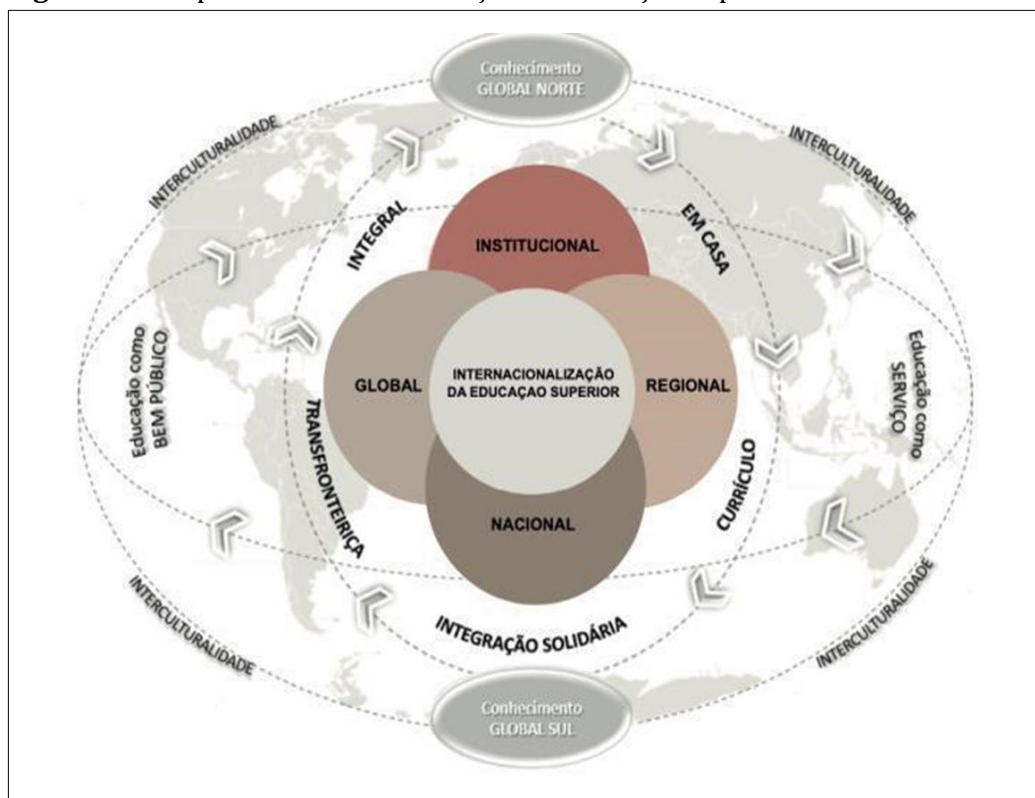 Conhecimento
GLOBAL NORTE
INTERCULTURALIDADE
INTERCULTURALIDADE
INTEGRAL
EM CASA
INSTITUCIONAL
Educação como
BEM PÚBLICO
GLOBAL
INTERNACIONALIZAÇÃO
DA EDUCAÇAO SUPERIOR
REGIONAL
Educação como
SERVIÇO
TRANSFRONTEIRIÇA
CURRÍCULO
NACIONAL
INTEGRAÇÃO SOLIDÁRIA
INTERCULTURALIDADE
INTERCULTURALIDADE
Conhecimento
GLOBAL SUL